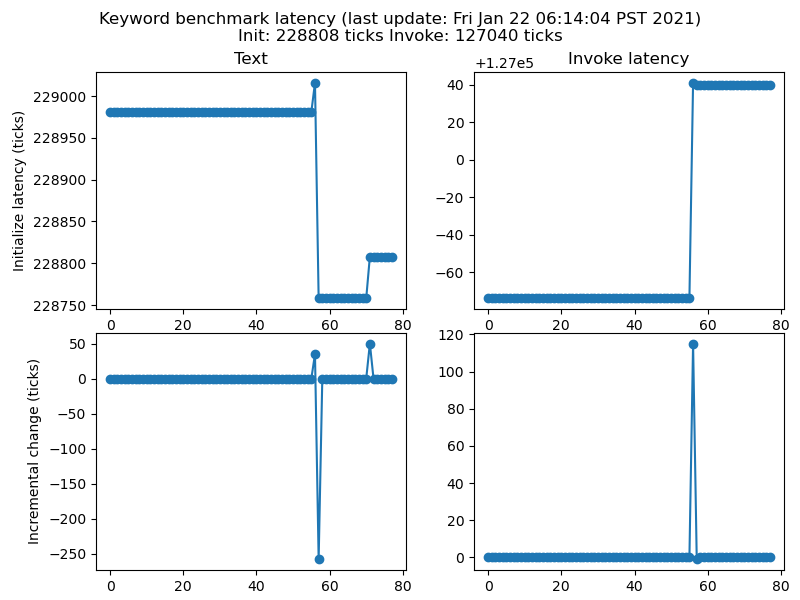 Keyword benchmark latency (last update: Fri Jan 22 06:14:04 PST 2021)
Init: 228808 ticks Invoke: 127040 ticks
Text
Initialize latency (ticks)
229000
228950
228900
228850
228800
228750
0 20 40 60 80
Invoke latency
+1.27e5
40
20
0
−20
−40
−60
0 20 40 60 80
Incremental change (ticks)
50
0
−50
−100
−150
−200
−250
0 20 40 60 80
120
100
80
60
40
20
0
0 20 40 60 80